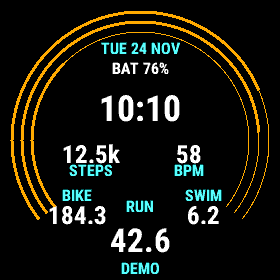 TUE 24 NOV
BAT 76%
10:10
12.5k 58
STEPS BPM
BIKE RUN SWIM
184.3 6.2
42.6
DEMO